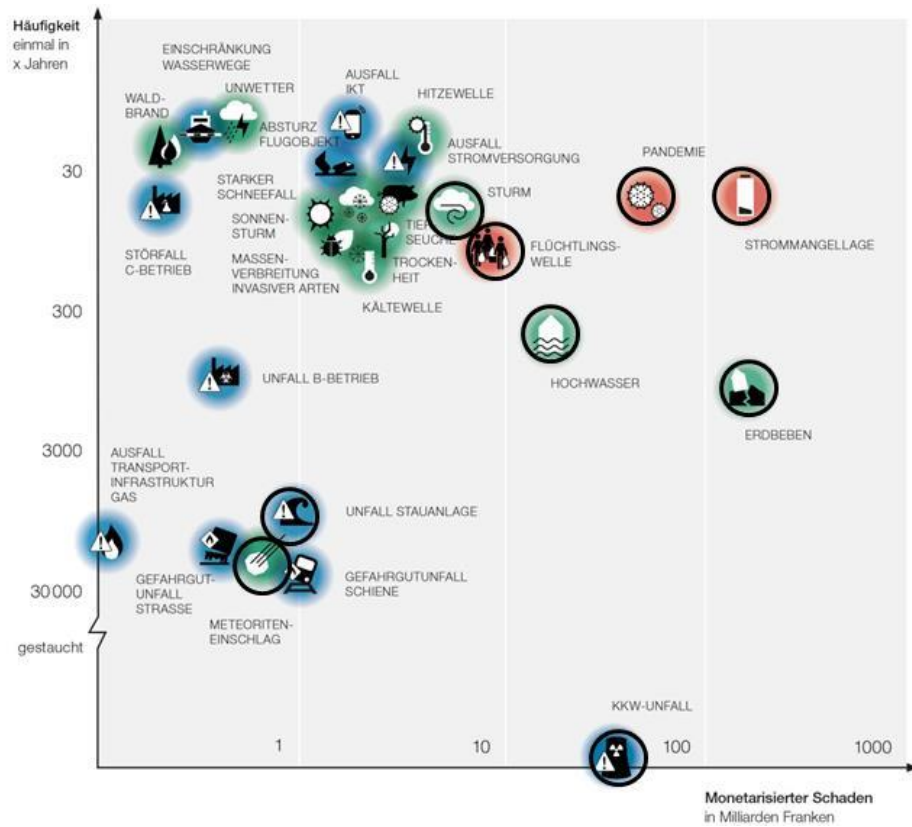 Häufigkeit
einmal in
x Jahren
EINSCHRÄNKUNG
WASSERWEGE
WALD-
BRAND
UNWETTER
ABSTURZ
FLUGOBJEKT
AUSFALL
IKT
HITZEWELLE
AUSFALL
STROMVERSORGUNG
PANDEMIE
30
STARKER
SCHNEEFALL
STURM
SONNEN-
STURM
TIER
SEUCHE
FLÜCHTLINGS-
WELLE
STROMMANGELLAGE
STÖRFALL
C-BETRIEB
MASSEN-
VERBREITUNG
INVASIVER ARTEN
TROCKEN-
HEIT
KÄLTEWELLE
300
HOCHWASSER
UNFALL B-BETRIEB
ERDBEBEN
3000
AUSFALL
TRANSPORT-
INFRASTRUKTUR
GAS
UNFALL STAUANLAGE
GEFAHRGUT-
UNFALL
STRASSE
GEFAHRGUTUNFALL
SCHIENE
30 000
METEORITEN-
EINSCHLAG
gestaucht
KKW-UNFALL
1
10
100
1000
Monetarisierter Schaden
in Milliarden Franken